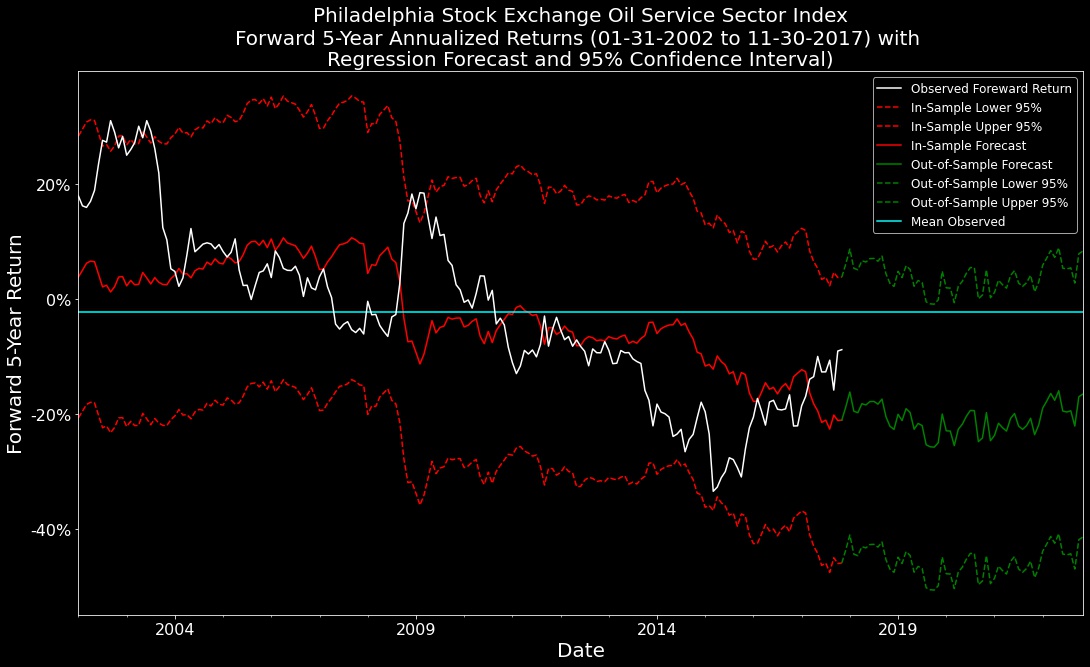 Philadelphia Stock Exchange Oil Service Sector Index
Forward 5-Year Annualized Returns (01-31-2002 to 11-30-2017) with
Regression Forecast and 95% Confidence Interval)
Observed Foreward Return
In-Sample Lower 95%
In-Sample Upper 95%
In-Sample Forecast
Out-of-Sample Forecast
Out-of-Sample Lower 95%
Out-of-Sample Upper 95%
Mean Observed
Forward 5-Year Return
20%
0%
-20%
-40%
2004
2009
2014
2019
Date